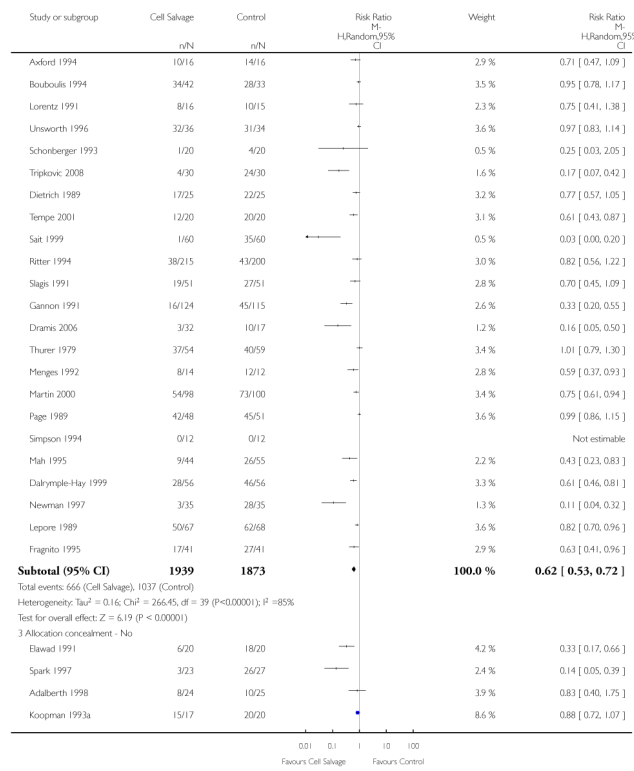 Study or subgroup Cell Salvage Control Risk Ratio Weight Risk Ratio
M- M-
H,Random,95% H,Random,95%
n/N n/N CI CI
Axford 1994 10/16 14/16 2.9 % 0.71 [ 0.47, 1.09 ]
Bouboulis 1994 34/42 28/33 3.5 % 0.95 [ 0.78, 1.17 ]
Lorentz 1991 8/16 10/15 2.3 % 0.75 [ 0.41, 1.38 ]
Unsworth 1996 32/36 31/34 3.6 % 0.97 [ 0.83, 1.14 ]
Schonberger 1993 1/20 4/20 0.5 % 0.25 [ 0.03, 2.05 ]
Tripkovic 2008 4/30 24/30 1.6 % 0.17 [ 0.07, 0.42 ]
Dietrich 1989 17/25 22/25 3.2 % 0.77 [ 0.57, 1.05 ]
Tempe 2001 12/20 20/20 3.1 % 0.61 [ 0.43, 0.87 ]
Sait 1999 1/60 35/60 0.5 % 0.03 [ 0.00, 0.20 ]
Ritter 1994 38/215 43/200 3.0 % 0.82 [ 0.56, 1.22 ]
Slagis 1991 19/51 27/51 2.8 % 0.70 [ 0.45, 1.09 ]
Gannon 1991 16/124 45/115 2.6 % 0.33 [ 0.20, 0.55 ]
Dramis 2006 3/32 10/17 1.2 % 0.16 [ 0.05, 0.50 ]
Thurer 1979 37/54 40/59 3.4 % 1.01 [ 0.79, 1.30 ]
Menges 1992 8/14 12/12 2.8 % 0.59 [ 0.37, 0.93 ]
Martin 2000 54/98 73/100 3.4 % 0.75 [ 0.61, 0.94 ]
Page 1989 42/48 45/51 3.6 % 0.99 [ 0.86, 1.15 ]
Simpson 1994 0/12 0/12 Not estimable
Mah 1995 9/44 26/55 2.2 % 0.43 [ 0.23, 0.83 ]
Dalrymple-Hay 1999 28/56 46/56 3.3 % 0.61 [ 0.46, 0.81 ]
Newman 1997 3/35 28/35 1.3 % 0.11 [ 0.04, 0.32 ]
Lepore 1989 50/67 62/68 3.6 % 0.82 [ 0.70, 0.96 ]
Fragnito 1995 17/41 27/41 2.9 % 0.63 [ 0.41, 0.96 ]
Subtotal (95% CI) 1939 1873 100.0 % 0.62 [ 0.53, 0.72 ]
Total events: 666 (Cell Salvage), 1037 (Control)
Heterogeneity: Tau² = 0.16; Chi² = 266.45, df = 39 (P<0.00001); I² =85%
Test for overall effect: Z = 6.19 (P < 0.00001)
3 Allocation concealment - No
Elawad 1991 6/20 18/20 4.2 % 0.33 [ 0.17, 0.66 ]
Spark 1997 3/23 26/27 2.4 % 0.14 [ 0.05, 0.39 ]
Adalberth 1998 8/24 10/25 3.9 % 0.83 [ 0.40, 1.75 ]
Koopman 1993a 15/17 20/20 8.6 % 0.88 [ 0.72, 1.07 ]
0.01 0.1 1 10 100
Favours Cell Salvage Favours Control